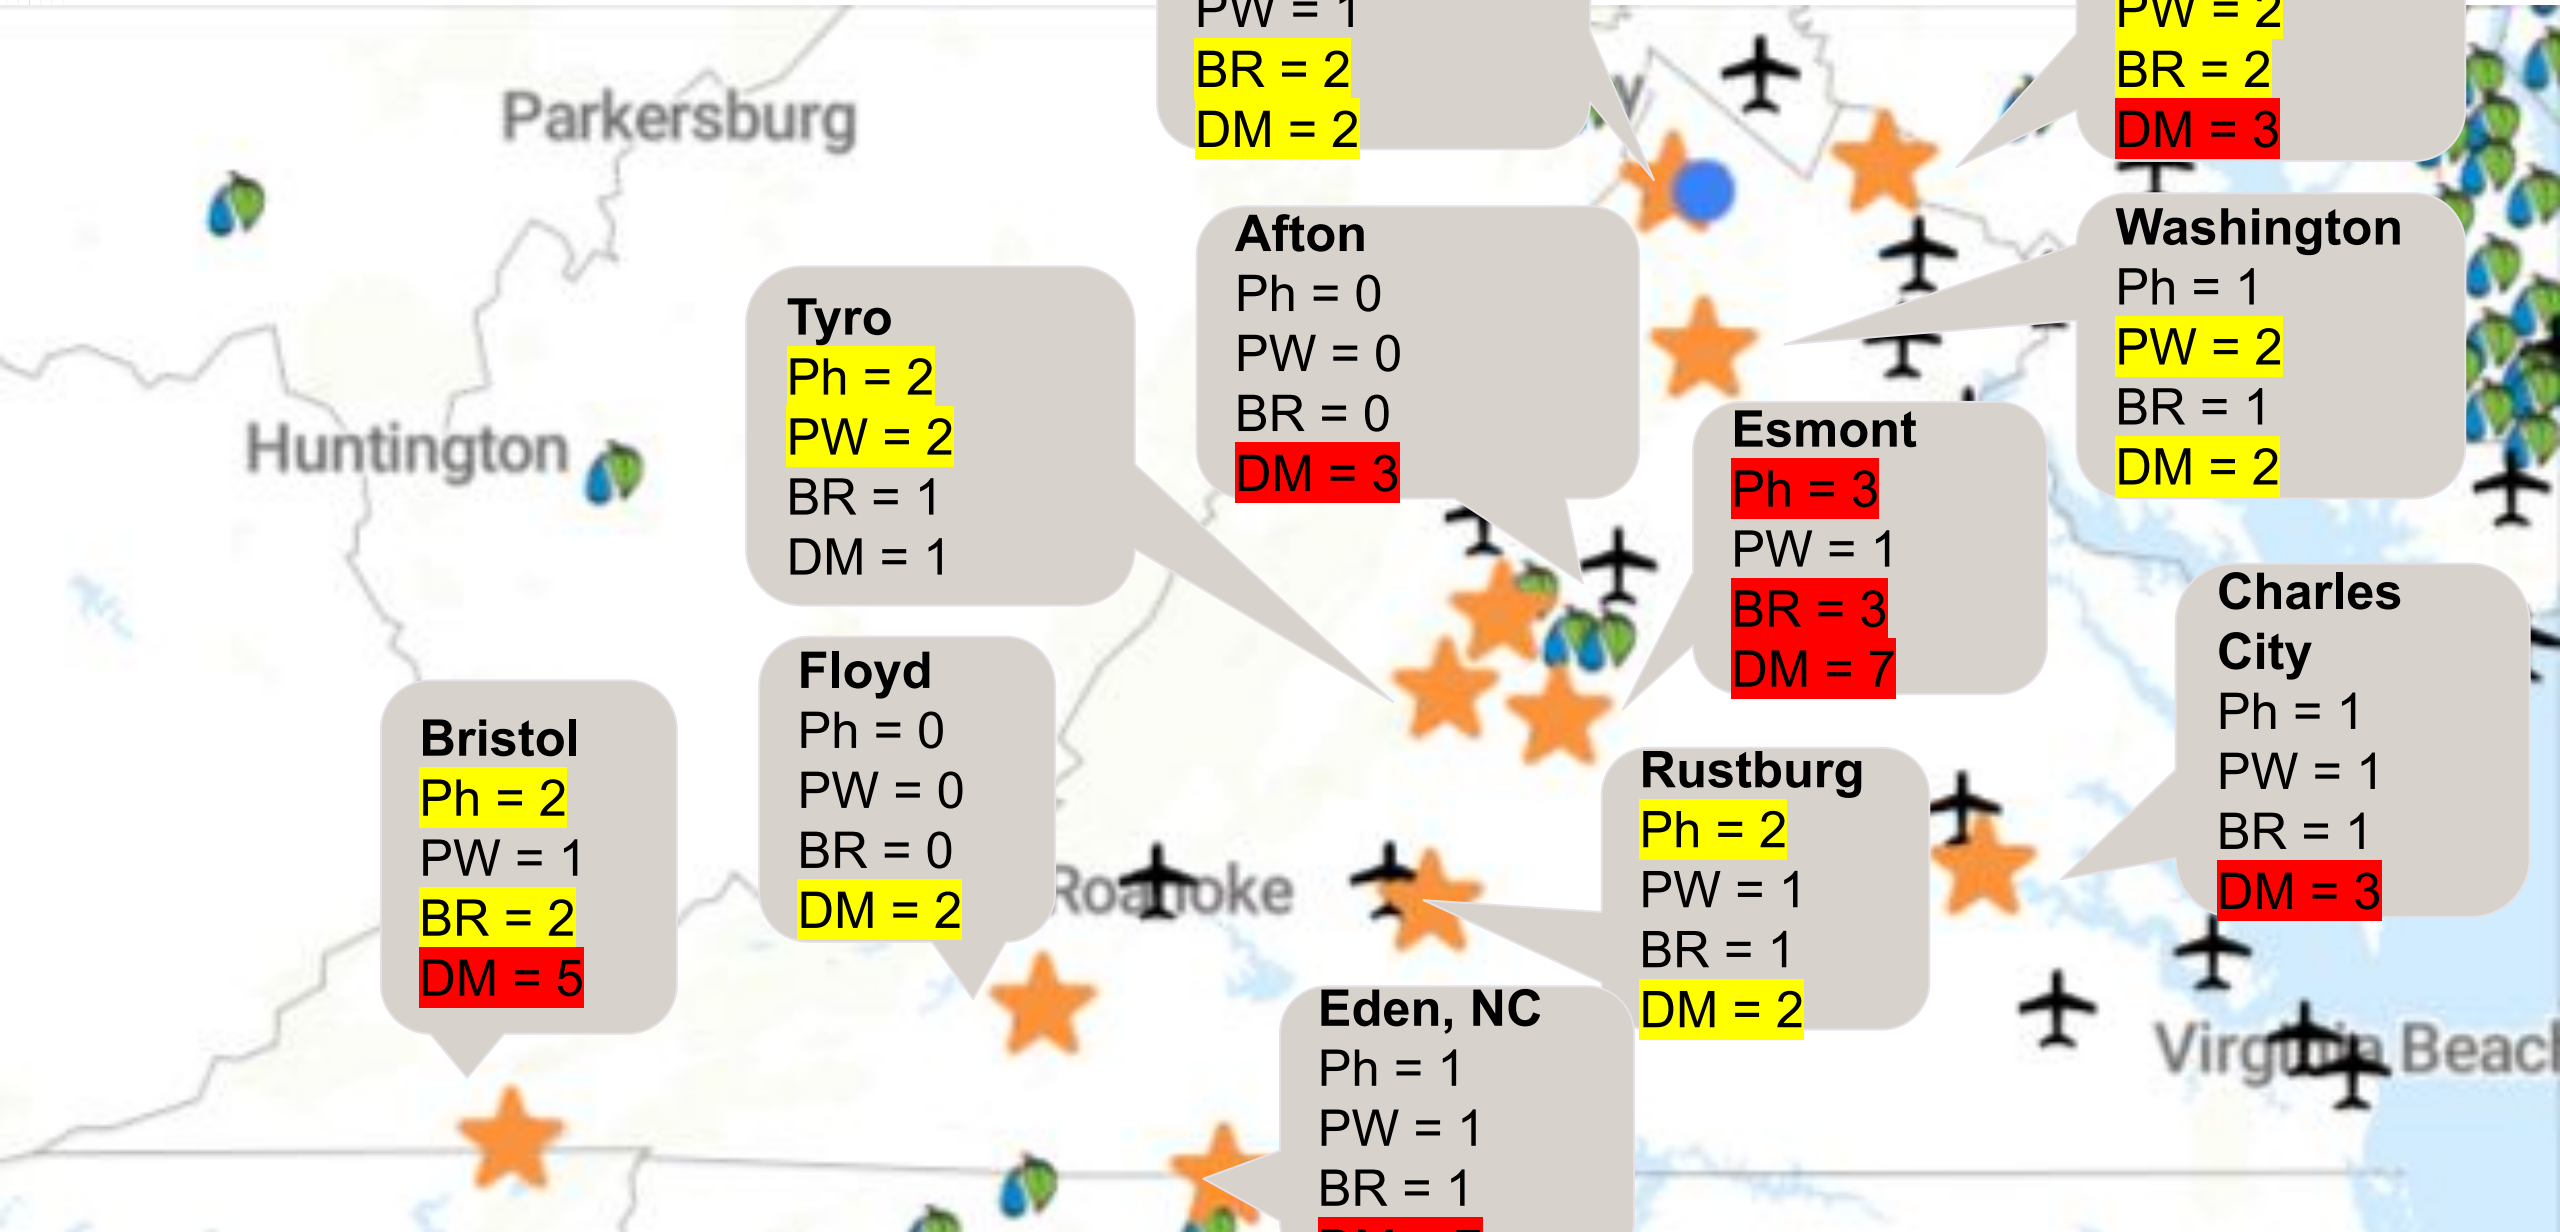 PW = 1
BR = 2
DM = 2
PW = 2
BR = 2
DM = 3
Parkersburg
Afton
Ph = 0
PW = 0
BR = 0
DM = 3
Washington
Ph = 1
PW = 2
BR = 1
DM = 2
Tyro
Ph = 2
PW = 2
BR = 1
DM = 1
Huntington
Esmont
Ph = 3
PW = 1
BR = 3
DM = 7
Charles
City
Ph = 1
PW = 1
BR = 1
DM = 3
Floyd
Ph = 0
PW = 0
BR = 0
DM = 2
Bristol
Ph = 2
PW = 1
BR = 2
DM = 5
Rustburg
Ph = 2
PW = 1
BR = 1
DM = 2
Roanoke
Eden, NC
Ph = 1
PW = 1
BR = 1
Virginia Beach